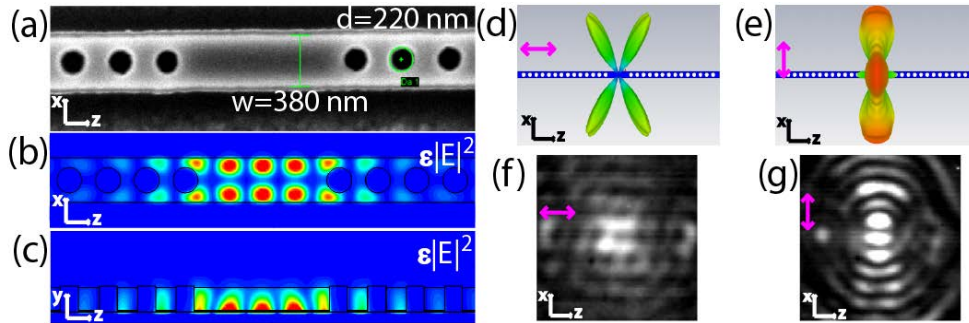 (a)
d=220 nm
w=380 nm
x
z
(b)
ε|E|²
x
z
(c)
ε|E|²
y
z
(d)
x
z
(e)
x
z
(f)
x
z
(g)
x
z